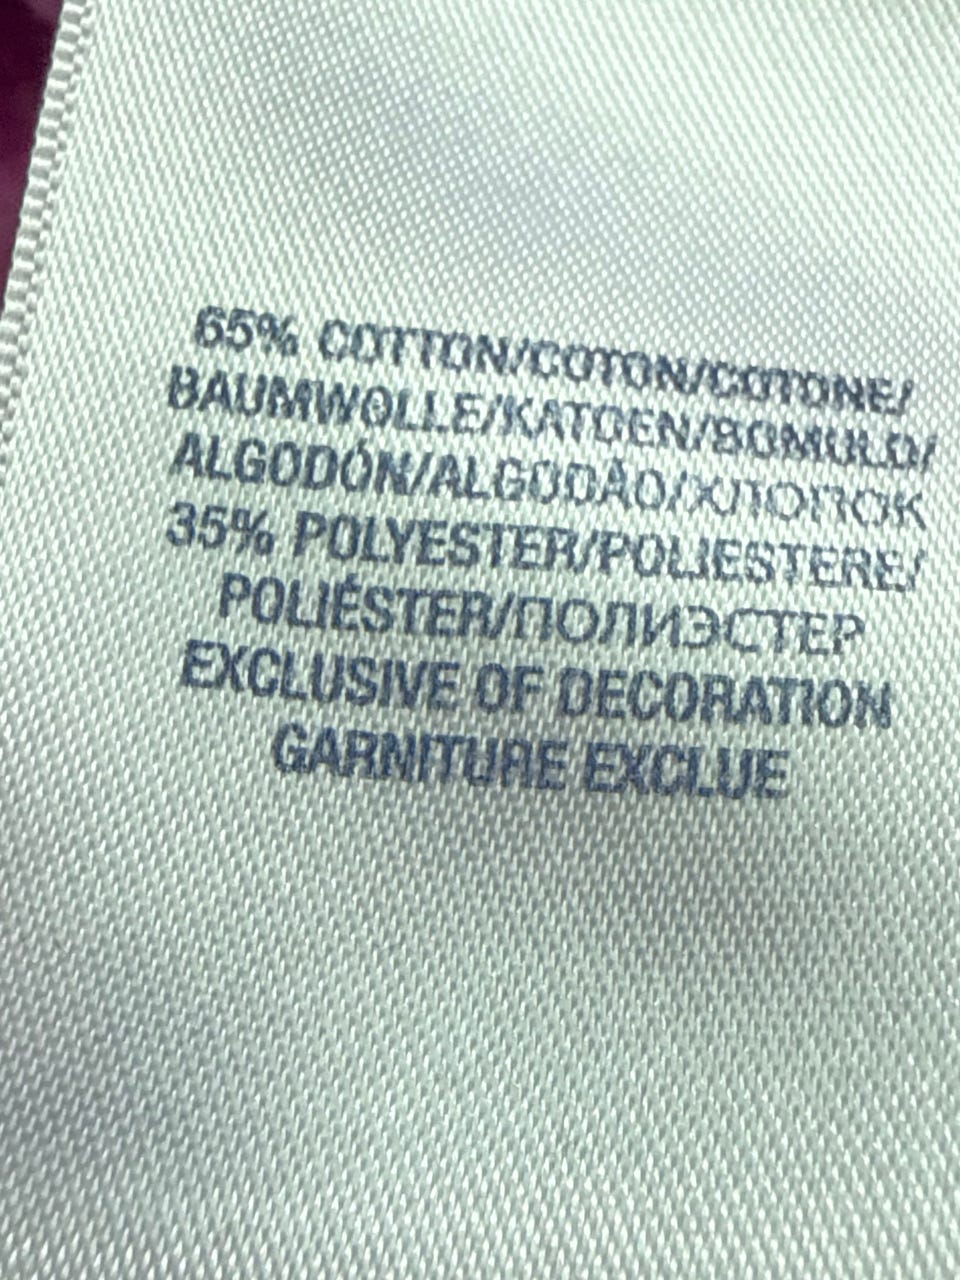 65% COTTON/COTON/COTONE/
BAUMWOLLE/KATOEN/BOMULD/
ALGODÓN/ALGODÃO/ХЛОПОК
35% POLYESTER/POLIESTERE/
POLIÉSTER/ПОЛИЭСТЕР
EXCLUSIVE OF DECORATION
GARNITURE EXCLUE